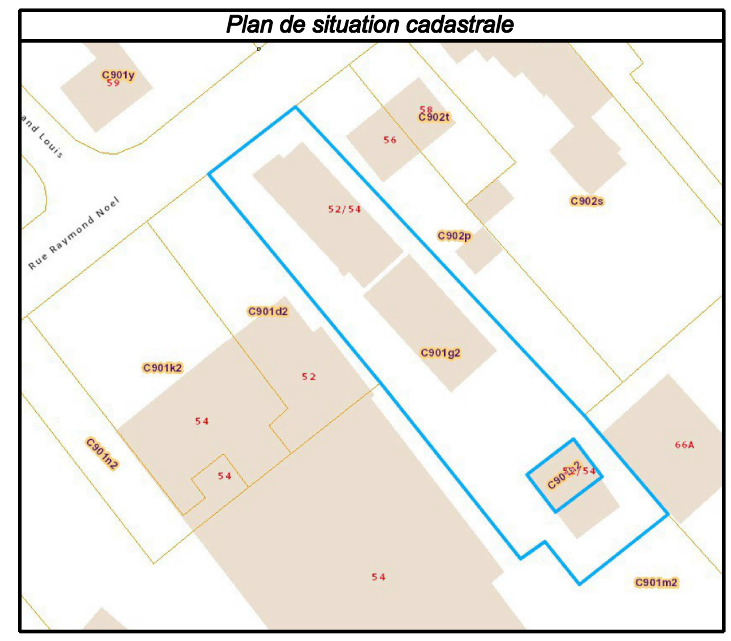 Plan de situation cadastrale
C901y
59
and Louis
58
C902t
56
C902s
52/54
Rue Raymond Noel
C902p
C901d2
C901g2
C901k2
52
54
C901n2
66A
54
54
C901m2